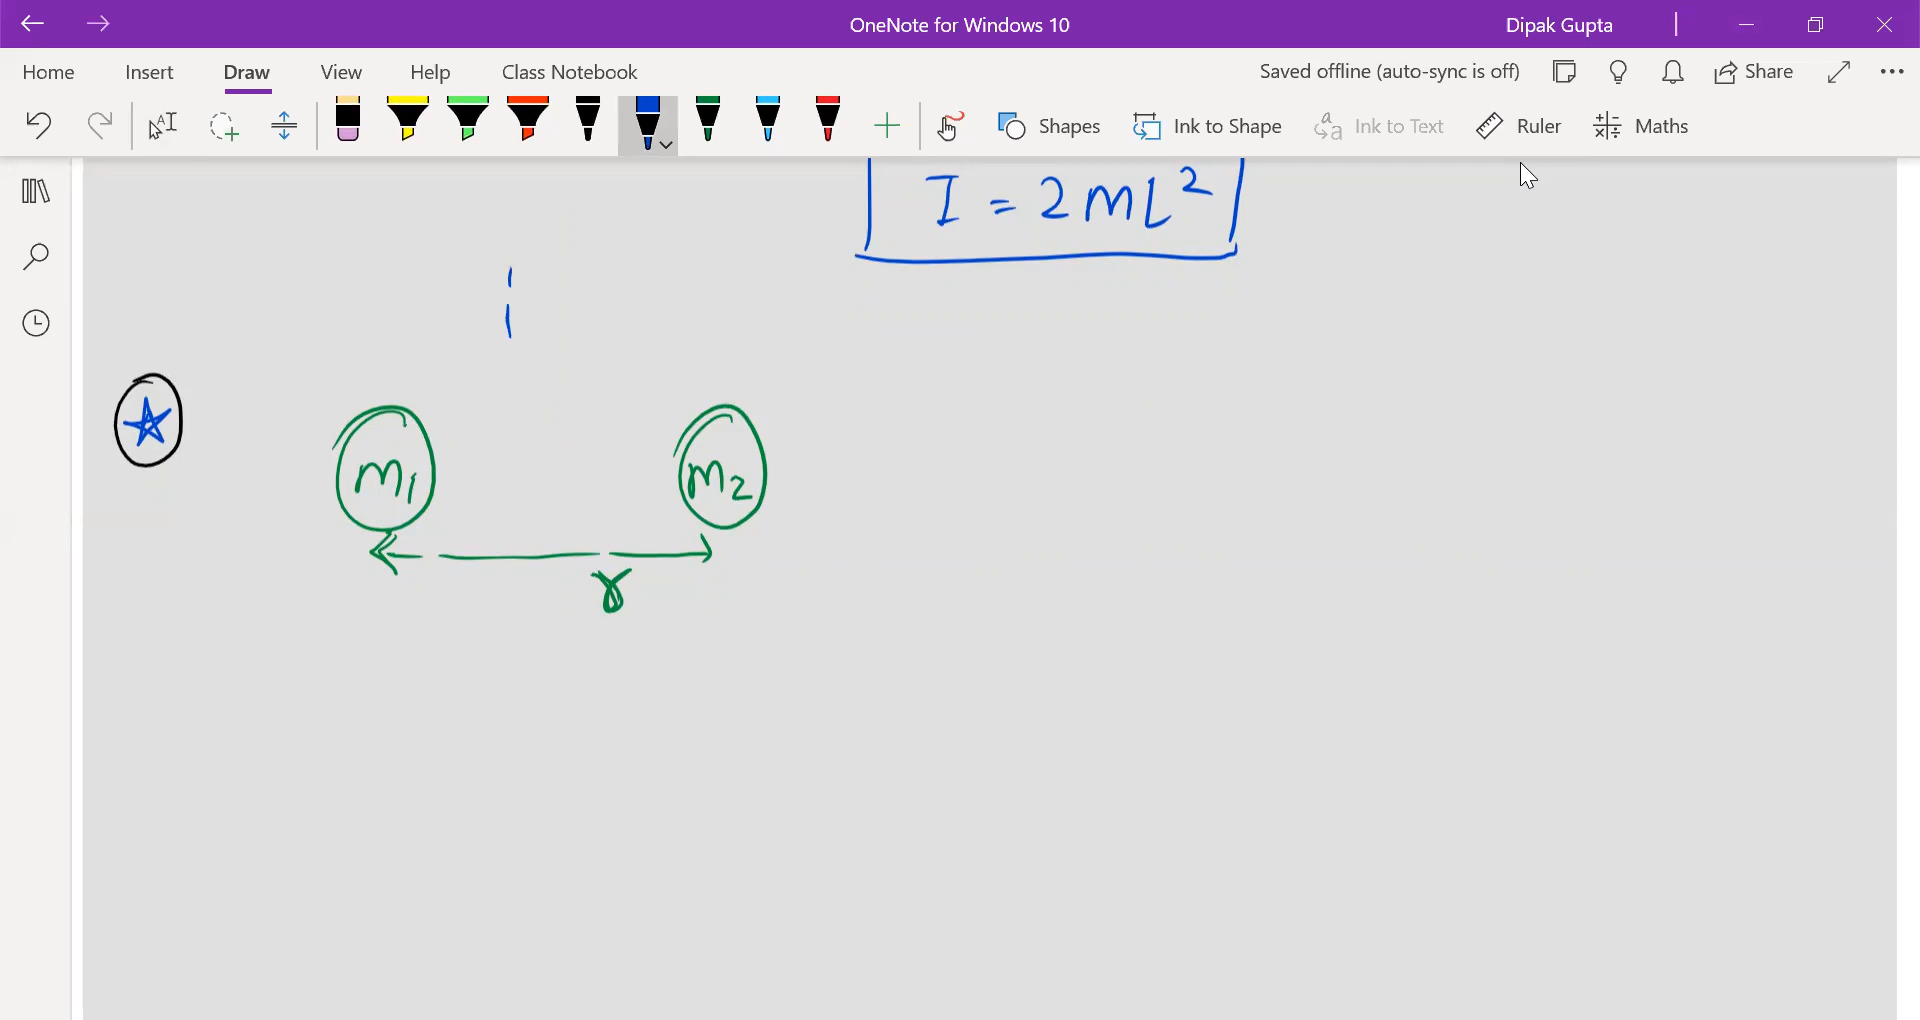 OneNote for Windows 10
Dipak Gupta
Home Insert Draw View Help Class Notebook
Saved offline (auto-sync is off)
Share
Shapes
Ink to Shape
Ink to Text
Ruler
Maths
I = 2mL²
m₁
m₂
r